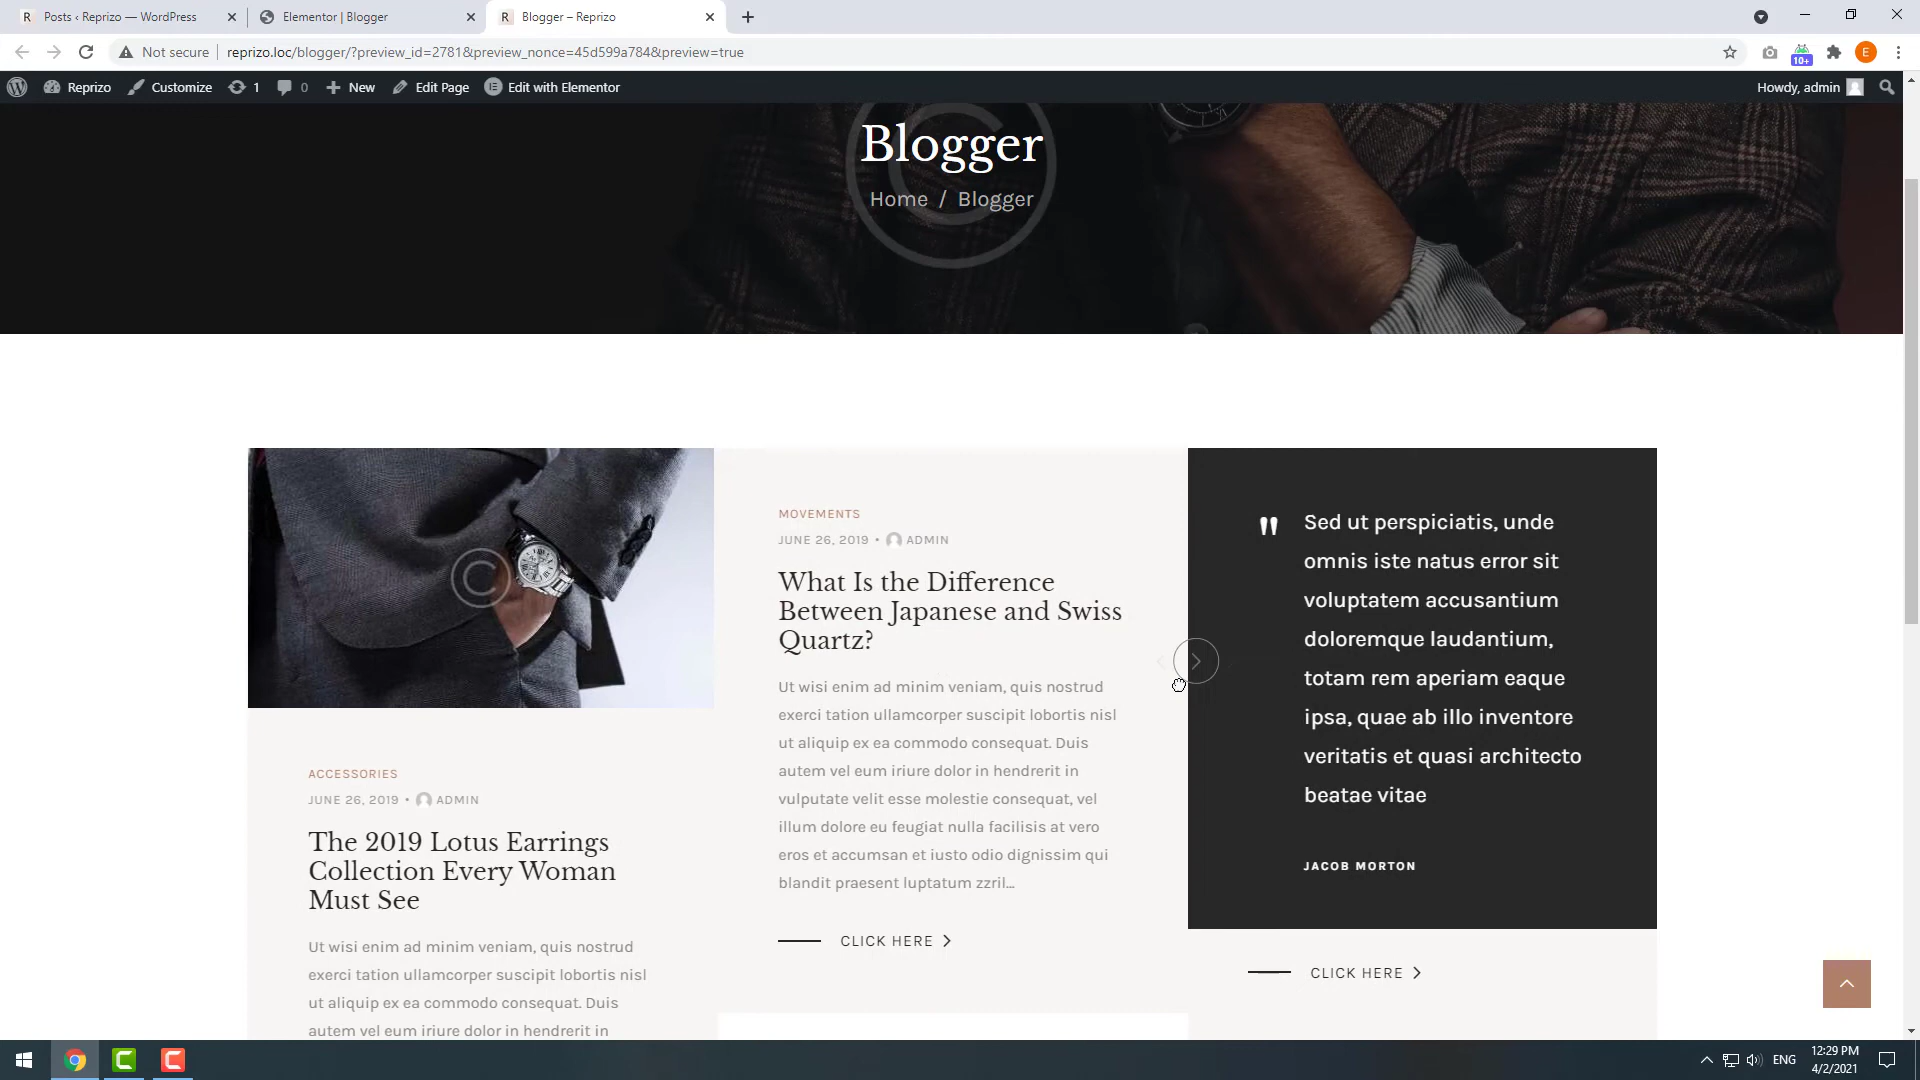 Posts ‹ Reprizo — WordPress
Elementor | Blogger
Blogger – Reprizo
Not secure
reprizo.loc/blogger/?preview_id=2781&preview_nonce=45d599a784&preview=true
10+
E
Reprizo
Customize
1
0
New
Edit Page
Edit with Elementor
Howdy, admin
Blogger
Home / Blogger
ACCESSORIES
JUNE 26, 2019 • ADMIN
The 2019 Lotus Earrings
Collection Every Woman
Must See
Ut wisi enim ad minim veniam, quis nostrud
exerci tation ullamcorper suscipit lobortis nisl
ut aliquip ex ea commodo consequat. Duis
autem vel eum iriure dolor in hendrerit in
MOVEMENTS
JUNE 26, 2019 • ADMIN
What Is the Difference
Between Japanese and Swiss
Quartz?
Ut wisi enim ad minim veniam, quis nostrud
exerci tation ullamcorper suscipit lobortis nisl
ut aliquip ex ea commodo consequat. Duis
autem vel eum iriure dolor in hendrerit in
vulputate velit esse molestie consequat, vel
illum dolore eu feugiat nulla facilisis at vero
eros et accumsan et iusto odio dignissim qui
blandit praesent luptatum zzril...
CLICK HERE
"
Sed ut perspiciatis, unde
omnis iste natus error sit
voluptatem accusantium
doloremque laudantium,
totam rem aperiam eaque
ipsa, quae ab illo inventore
veritatis et quasi architecto
beatae vitae
JACOB MORTON
CLICK HERE
ENG
12:29 PM
4/2/2021